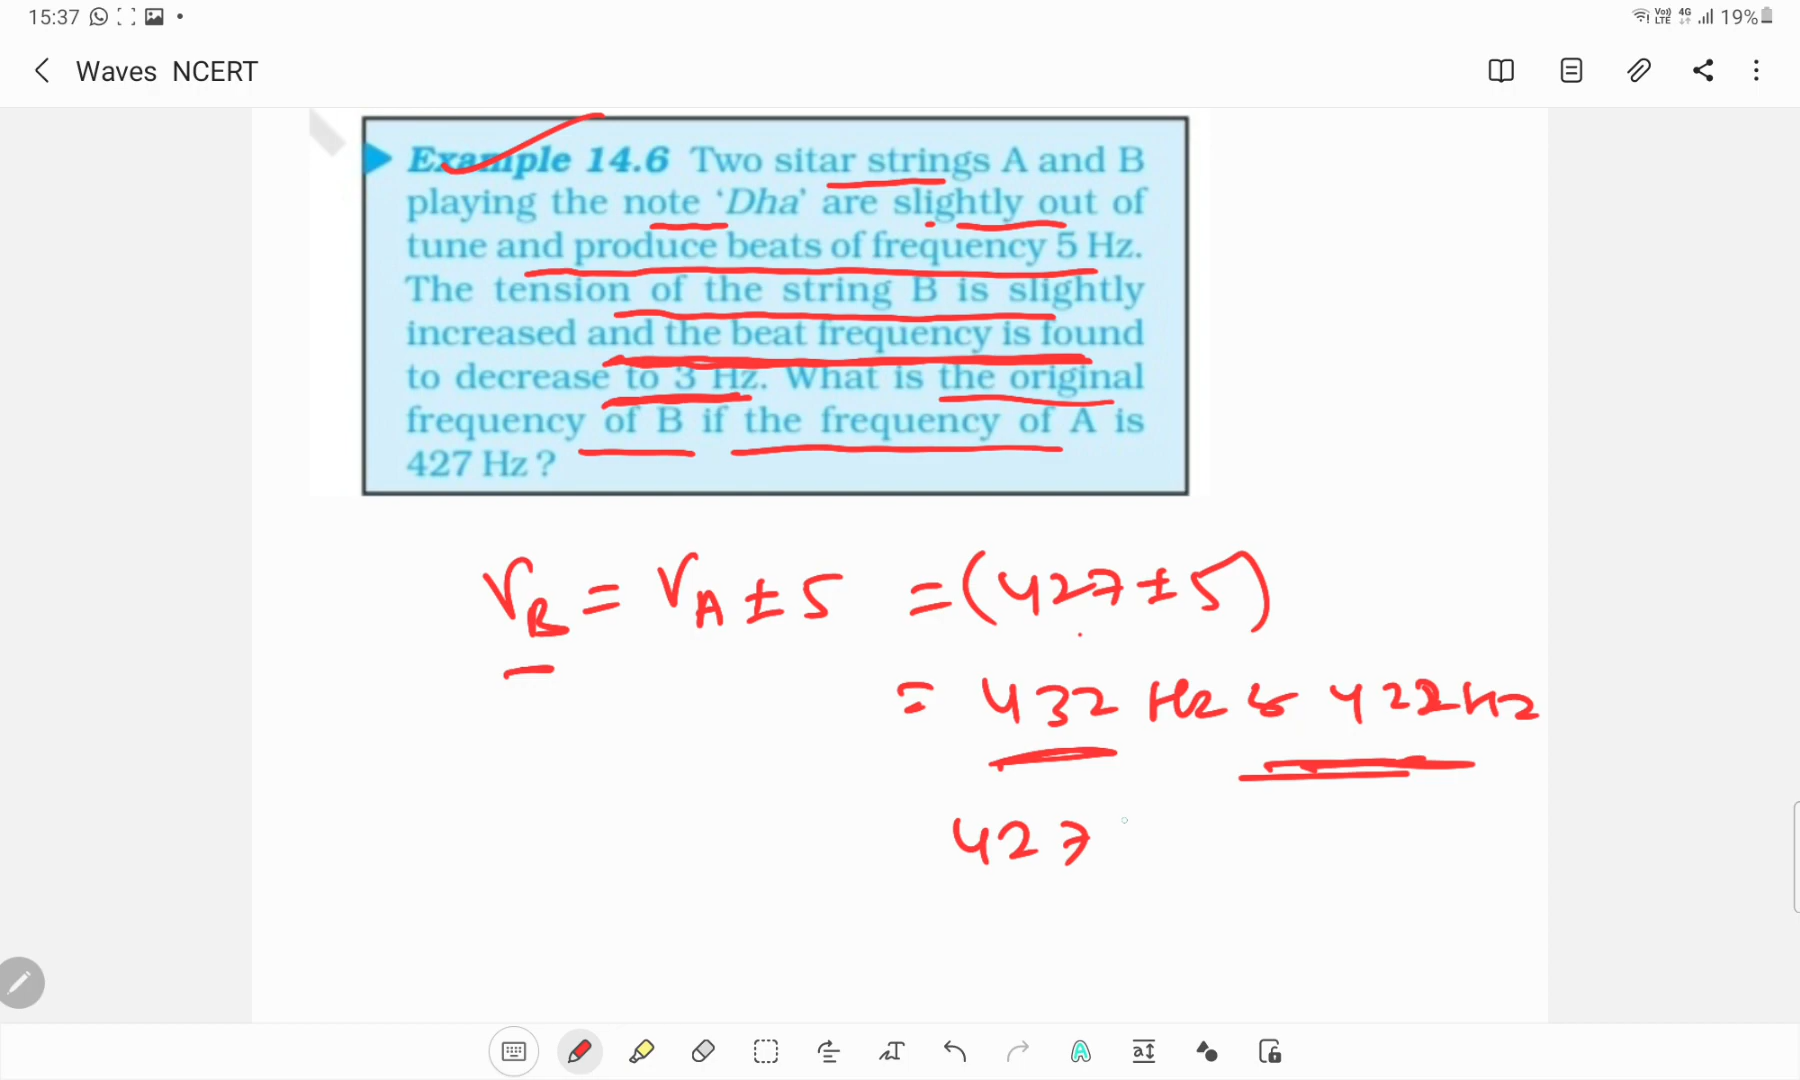 15:37
Vo) LTE 4G 19%
Waves NCERT
Example 14.6 Two sitar strings A and B
playing the note ‘Dha’ are slightly out of
tune and produce beats of frequency 5 Hz.
The tension of the string B is slightly
increased and the beat frequency is found
to decrease to 3 Hz. What is the original
frequency of B if the frequency of A is
427 Hz ?
νB = νA ± 5 = (427 ± 5)
= 432 Hz & 422 Hz
427